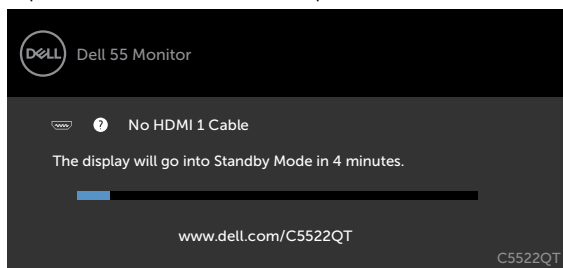 DELL
Dell 55 Monitor
? No HDMI 1 Cable
The display will go into Standby Mode in 4 minutes.
www.dell.com/C5522QT
C5522QT